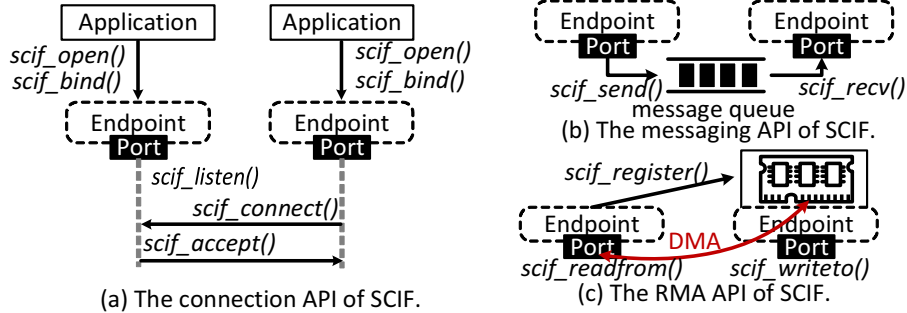 Application
Application
scif_open()
scif_bind()
scif_open()
scif_bind()
Endpoint
Port
Endpoint
Port
scif_listen()
scif_connect()
scif_accept()
(a) The connection API of SCIF.
Endpoint
Port
Endpoint
Port
scif_send()
message queue
scif_recv()
(b) The messaging API of SCIF.
scif_register()
Endpoint
Port
DMA
Endpoint
Port
scif_readfrom()
scif_writeto()
(c) The RMA API of SCIF.